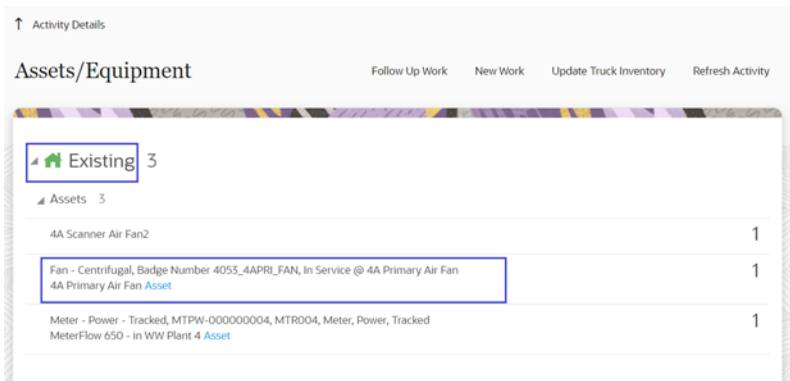 ↑ Activity Details
Assets/Equipment
Follow Up Work New Work Update Truck Inventory Refresh Activity
Existing 3
Assets 3
4A Scanner Air Fan2 1
Fan - Centrifugal, Badge Number 4053_4APRI_FAN, In Service @ 4A Primary Air Fan 1
4A Primary Air Fan Asset
Meter - Power - Tracked, MTPW-000000004, MTR004, Meter, Power, Tracked 1
MeterFlow 650 - in WW Plant 4 Asset